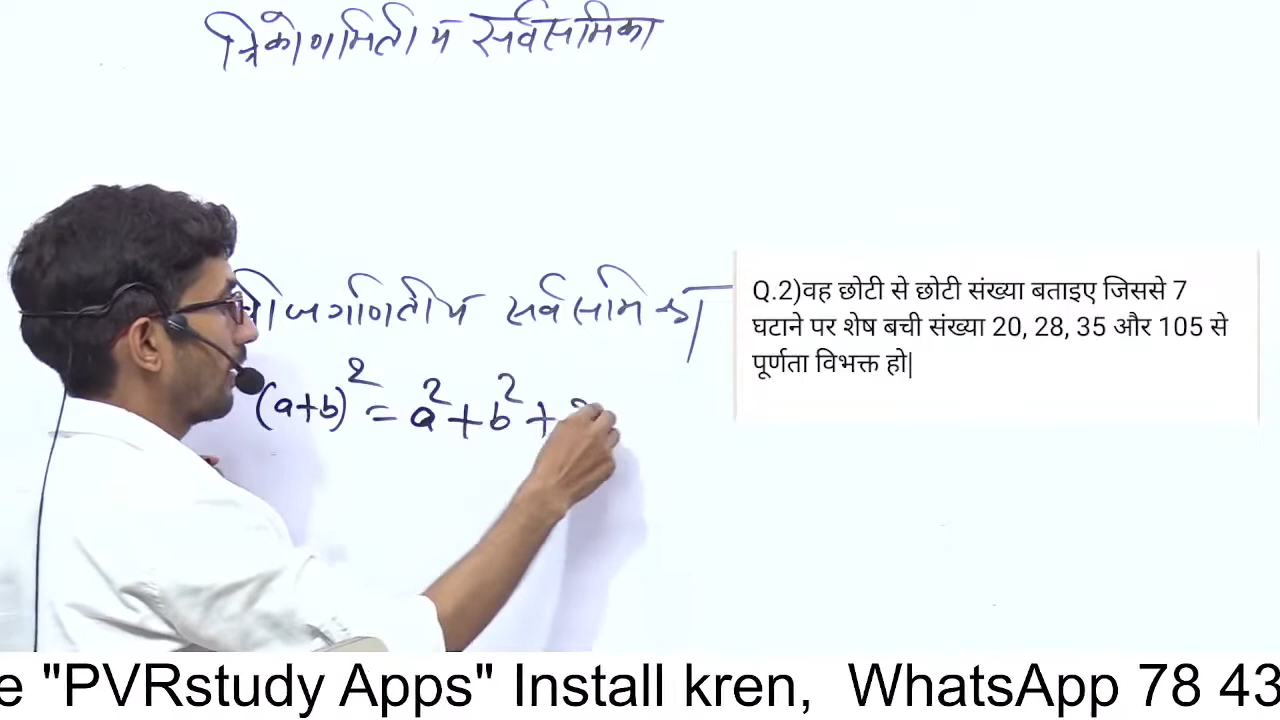 त्रिकोणमितीय सर्वसमिका
बीजगणितीय सर्वसमिका
(a+b)² = a² + b² + 2
Q.2)वह छोटी से छोटी संख्या बताइए जिससे 7
घटाने पर शेष बची संख्या 20, 28, 35 और 105 से
पूर्णता विभक्त हो|
e "PVRstudy Apps" Install kren, WhatsApp 78 43